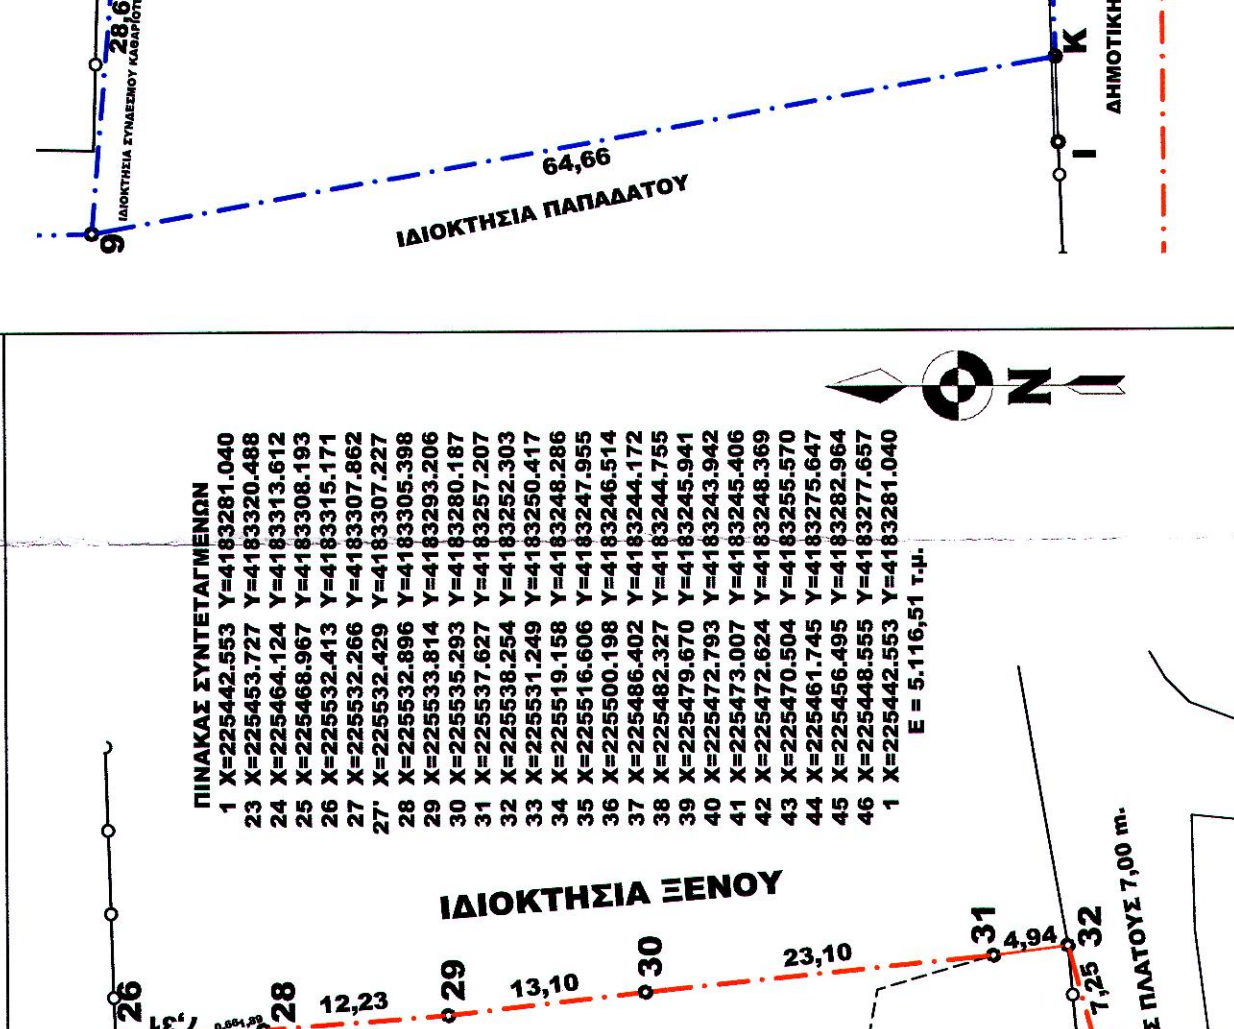 28,6
ΙΔΙΟΚΤΗΣΙΑ ΣΥΝΔΕΣΜΟΥ ΚΑΘΑΡΙΟΤ
9
64,66
ΙΔΙΟΚΤΗΣΙΑ ΠΑΠΑΔΑΤΟΥ
K
I
ΔΗΜΟΤΙΚΗ
N
ΠΙΝΑΚΑΣ ΣΥΝΤΕΤΑΓΜΕΝΩΝ
1 X=225442.553 Y=4183281.040
23 X=225453.727 Y=4183320.488
24 X=225464.124 Y=4183313.612
25 X=225468.967 Y=4183308.193
26 X=225532.413 Y=4183315.171
27 X=225532.266 Y=4183307.862
27' X=225532.429 Y=4183307.227
28 X=225532.896 Y=4183305.398
29 X=225533.814 Y=4183293.206
30 X=225535.293 Y=4183280.187
31 X=225537.627 Y=4183257.207
32 X=225538.254 Y=4183252.303
33 X=225531.249 Y=4183250.417
34 X=225519.158 Y=4183248.286
35 X=225516.606 Y=4183247.955
36 X=225500.198 Y=4183246.514
37 X=225486.402 Y=4183244.172
38 X=225482.327 Y=4183244.755
39 X=225479.670 Y=4183245.941
40 X=225472.793 Y=4183243.942
41 X=225473.007 Y=4183245.406
42 X=225472.624 Y=4183248.369
43 X=225470.504 Y=4183255.570
44 X=225461.745 Y=4183275.647
45 X=225456.495 Y=4183282.964
46 X=225448.555 Y=4183277.657
1 X=225442.553 Y=4183281.040
E = 5.116,51 τ.μ.
ΙΔΙΟΚΤΗΣΙΑ ΞΕΝΟΥ
26
28
12,23
29
13,10
30
23,10
31
4,94
32
7,25
Σ ΠΛΑΤΟΥΣ 7,00 m.